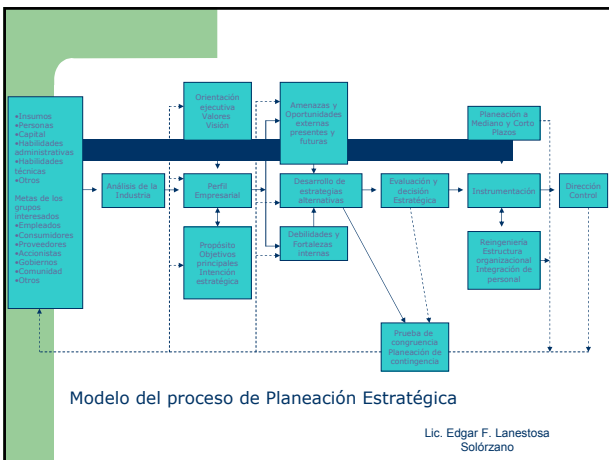 •Insumos
•Personas
•Capital
•Habilidades
administrativas
•Habilidades
técnicas
•Otros
Metas de los
grupos
interesados
•Empleados
•Consumidores
•Proveedores
•Accionistas
•Gobiernos
•Comunidad
•Otros
Análisis de la
Industria
Orientación
ejecutiva
Valores
Visión
Perfil
Empresarial
Propósito
Objetivos
principales
Intención
estratégica
Amenazas y
Oportunidades
externas
presentes y
futuras
Desarrollo de
estrategias
alternativas
Debilidades y
Fortalezas
internas
Evaluación y
decisión
Estratégica
Prueba de
congruencia
Planeación de
contingencia
Planeación a
Mediano y Corto
Plazos
Instrumentación
Reingeniería
Estructura
organizacional
Integración de
personal
Dirección
Control
Modelo del proceso de Planeación Estratégica
Lic. Edgar F. Lanestosa
Solórzano